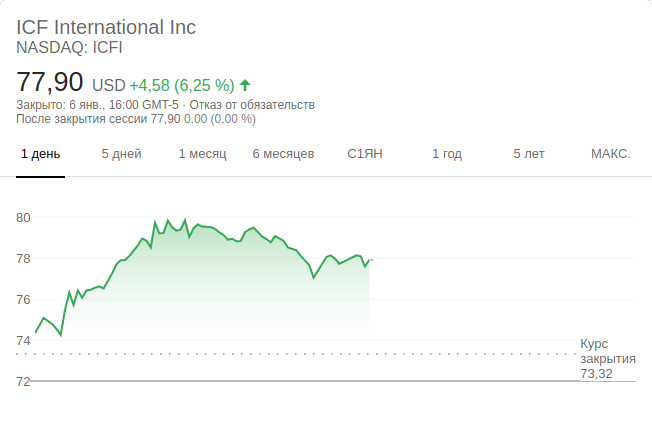 ICF International Inc
NASDAQ: ICFI
77,90 USD +4,58 (6,25 %)
Закрыто: 6 янв., 16:00 GMT-5 · Отказ от обязательств
После закрытия сессии 77,90 0,00 (0,00 %)
1 день 5 дней 1 месяц 6 месяцев С1ЯН 1 год 5 лет МАКС.
80
78
76
74
Курс
закрытия
73,32
72